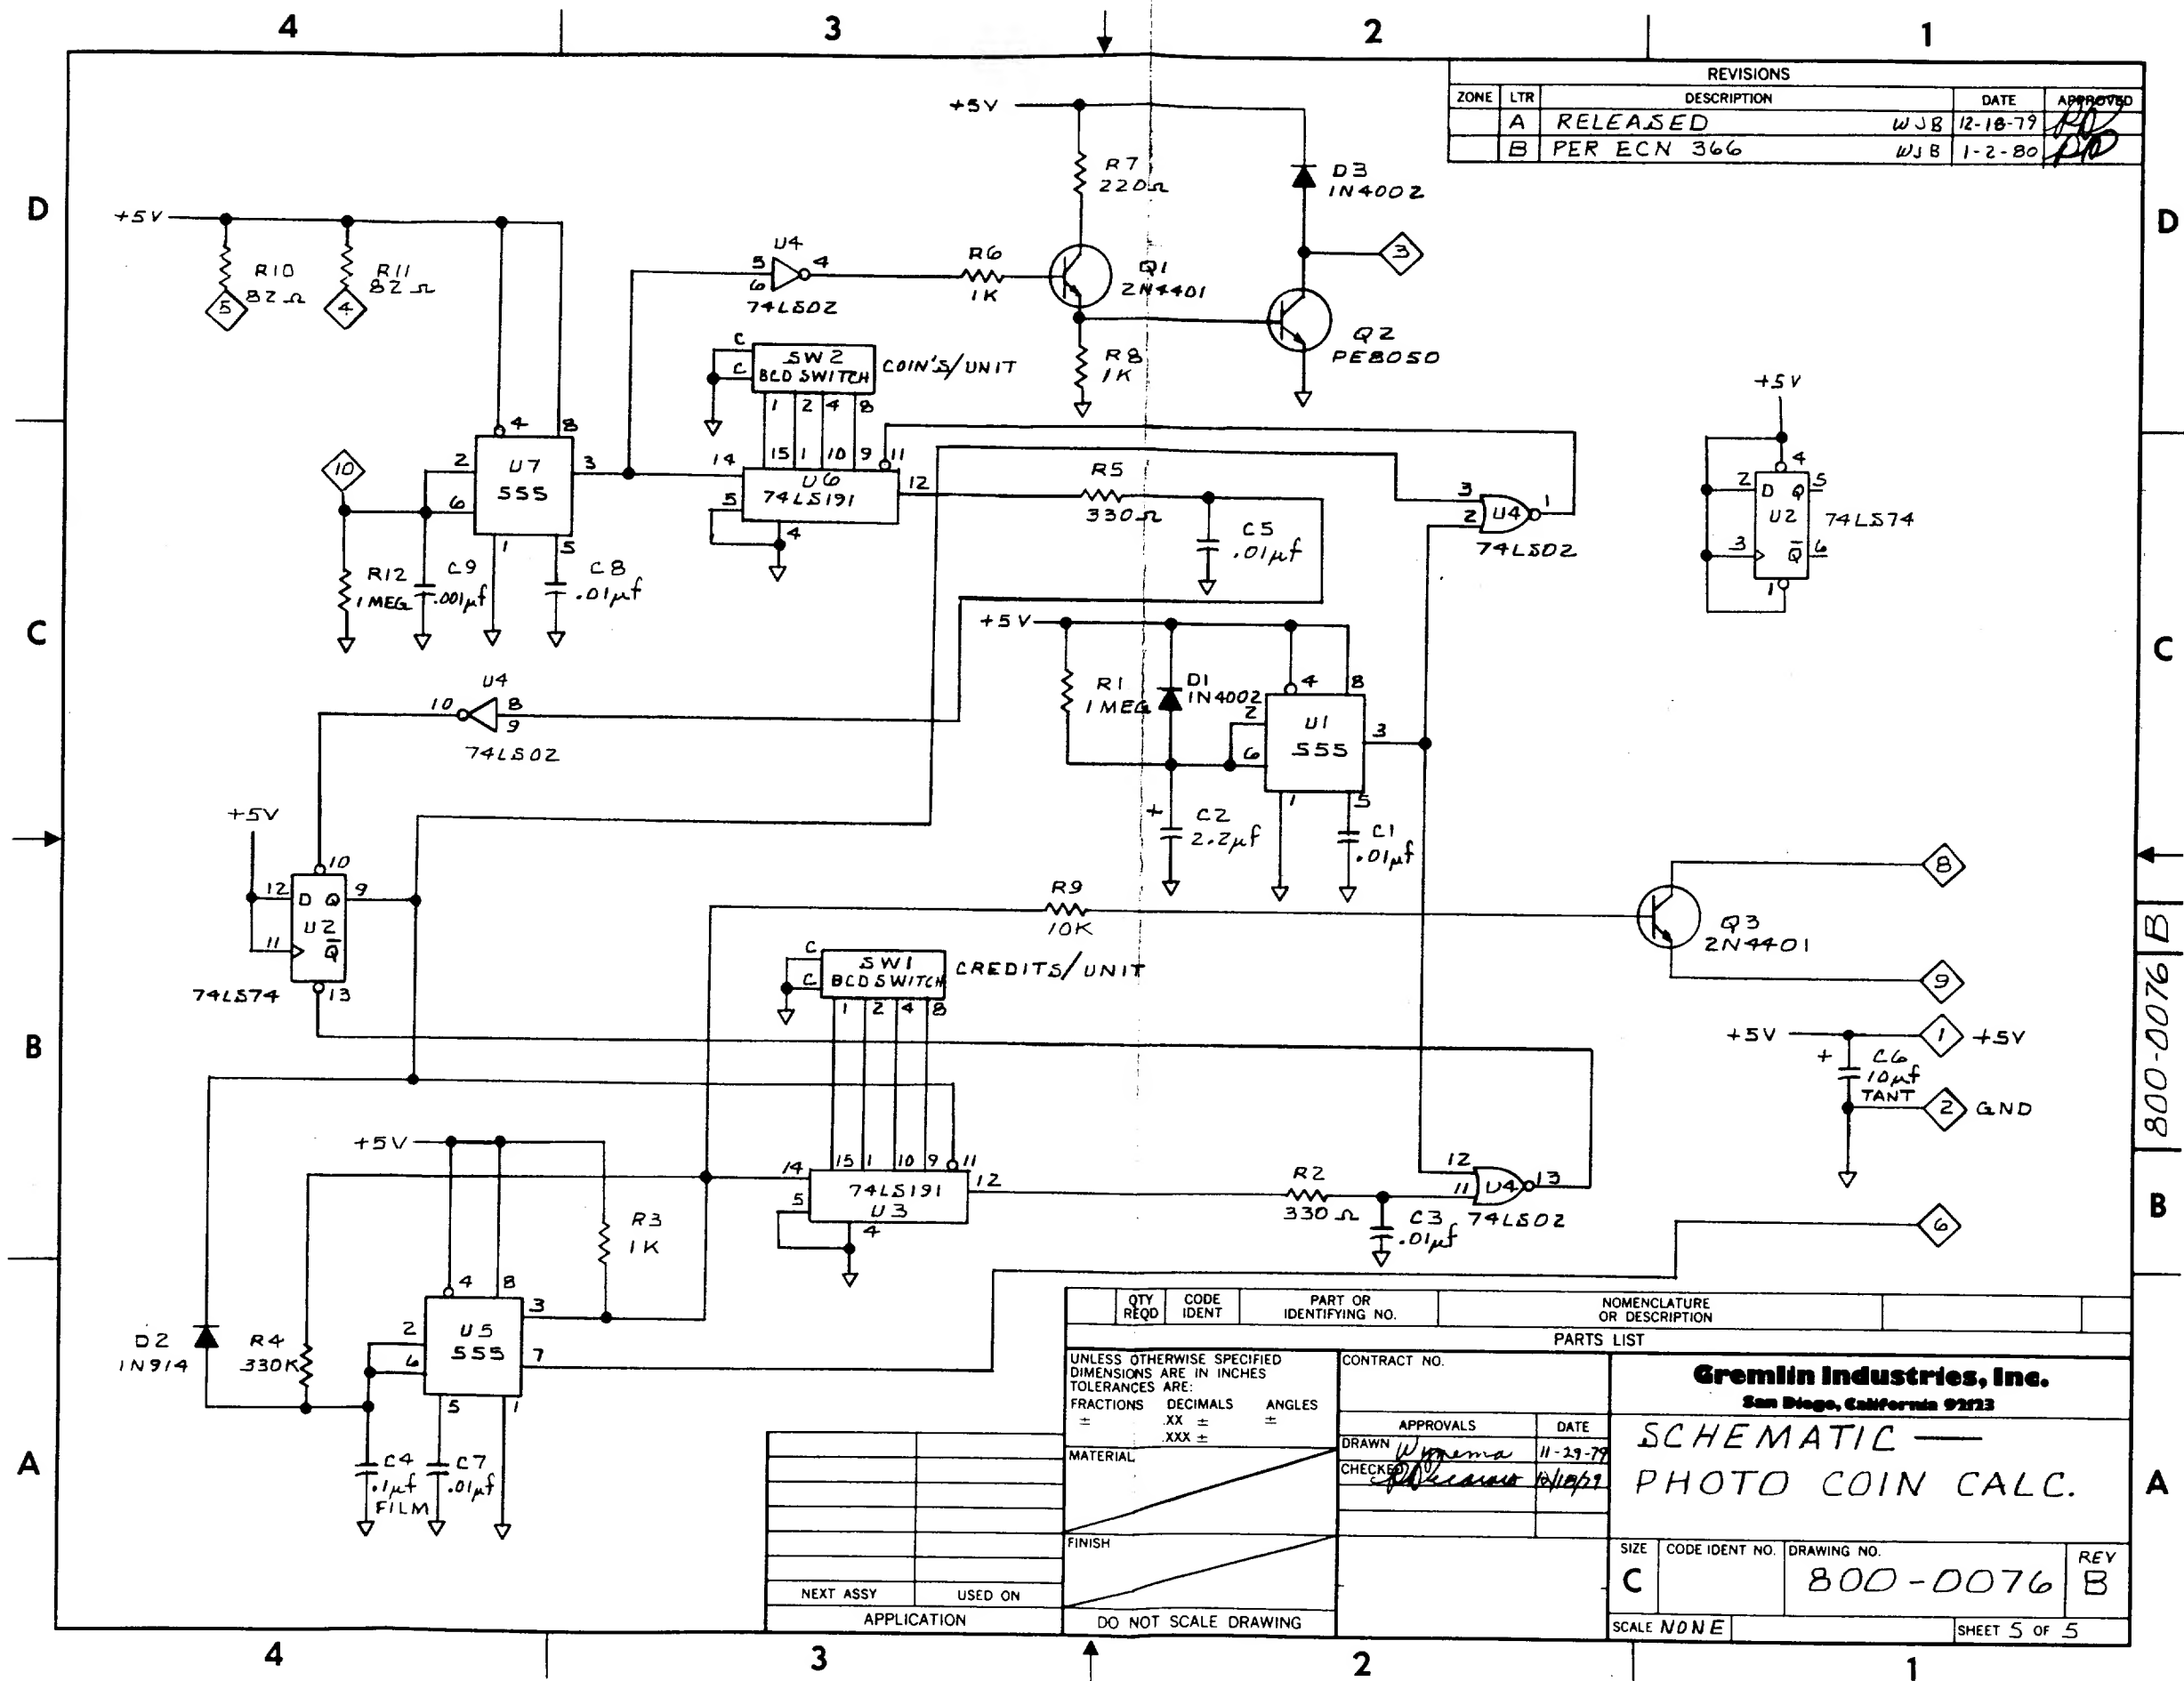 4 3 2 1
REVISIONS
ZONE LTR DESCRIPTION DATE APPROVED
A RELEASED WJB 12-18-79
B PER ECN 366 WJB 1-2-80
D
D
+5V
R7
220Ω
D3
1N4002
3
+5V
R10
82Ω
5
R11
82Ω
4
U4
5
6
4
74LS02
R6
1K
Q1
2N4401
Q2
PE8050
R8
1K
C
C
SW2
BCD SWITCH
COIN'S/UNIT
1 2 4 8
15 1 10 9 11
14
U6
74LS191
12
5
4
10
2
6
4
8
U7
555
3
1
5
R12
1 MEG
C9
.001µf
C8
.01µf
R5
330Ω
C5
.01µf
3
2
U4
1
74LS02
+5V
4
2 D Q 5
U2
74LS74
3 Q̅ 6
1
C
C
+5V
R1
1 MEG
D1
1N4002
4
8
2
6
U1
555
3
1
5
C2
2.2µf
+
C1
.01µf
U4
10
8
9
74LS02
+5V
10
12 D Q 9
U2
11 Q̅
13
74LS74
R9
10K
8
Q3
2N4401
9
C
C
SW1
BCD SWITCH
CREDITS/UNIT
1 2 4 8
15 1 10 9 11
14
74LS191
U3
12
5
4
+5V
1 +5V
+
C6
10µf
TANT
2 GND
B
B
800-0076 B
+5V
R3
1K
R2
330Ω
C3
.01µf
12
11
U4
13
74LS02
6
4
8
2
6
U5
555
3
7
5
1
D2
1N914
R4
330K
C4
.1µf
FILM
C7
.01µf
A
A
QTY REQD
CODE IDENT
PART OR IDENTIFYING NO.
NOMENCLATURE OR DESCRIPTION
PARTS LIST
UNLESS OTHERWISE SPECIFIED
DIMENSIONS ARE IN INCHES
TOLERANCES ARE:
FRACTIONS DECIMALS ANGLES
± .XX ± ±
.XXX ±
MATERIAL
FINISH
DO NOT SCALE DRAWING
NEXT ASSY USED ON
APPLICATION
CONTRACT NO.
APPROVALS DATE
DRAWN 11-29-79
CHECKED 12/18/79
Gremlin Industries, Inc.
San Diego, California 92123
SCHEMATIC —
PHOTO COIN CALC.
SIZE C
CODE IDENT NO.
DRAWING NO.
800-0076
REV B
SCALE NONE
SHEET 5 OF 5
4 3 2 1